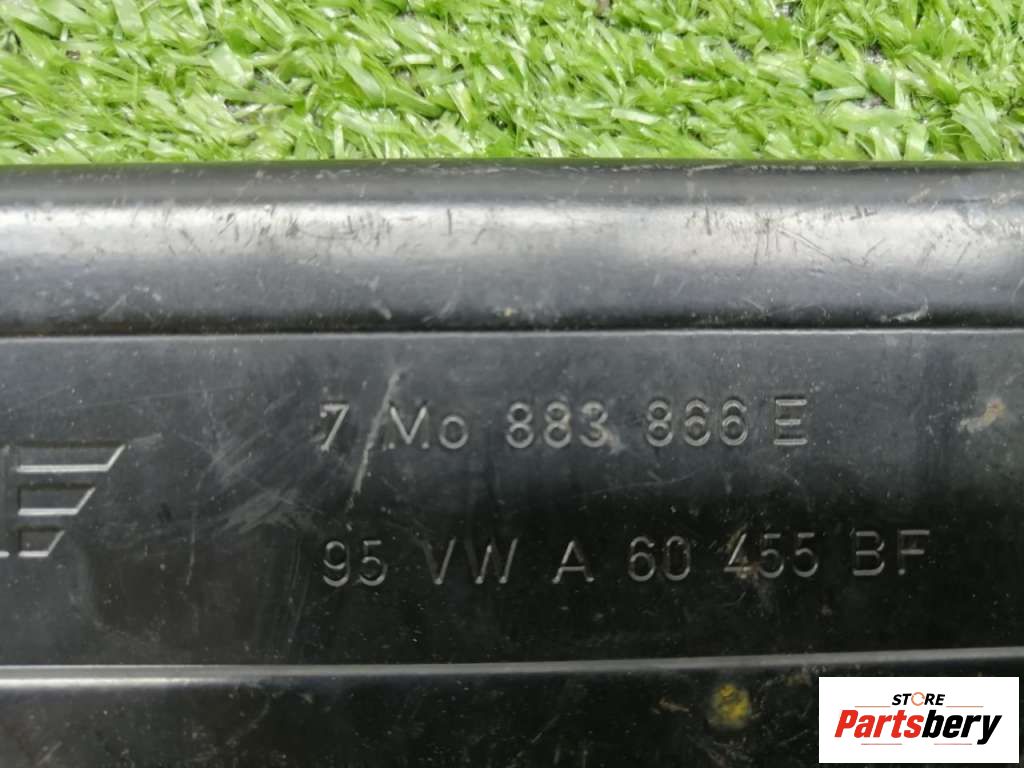 7 Mo 883 866 E
95 VW A 60 455 BF
STORE
Partsbery